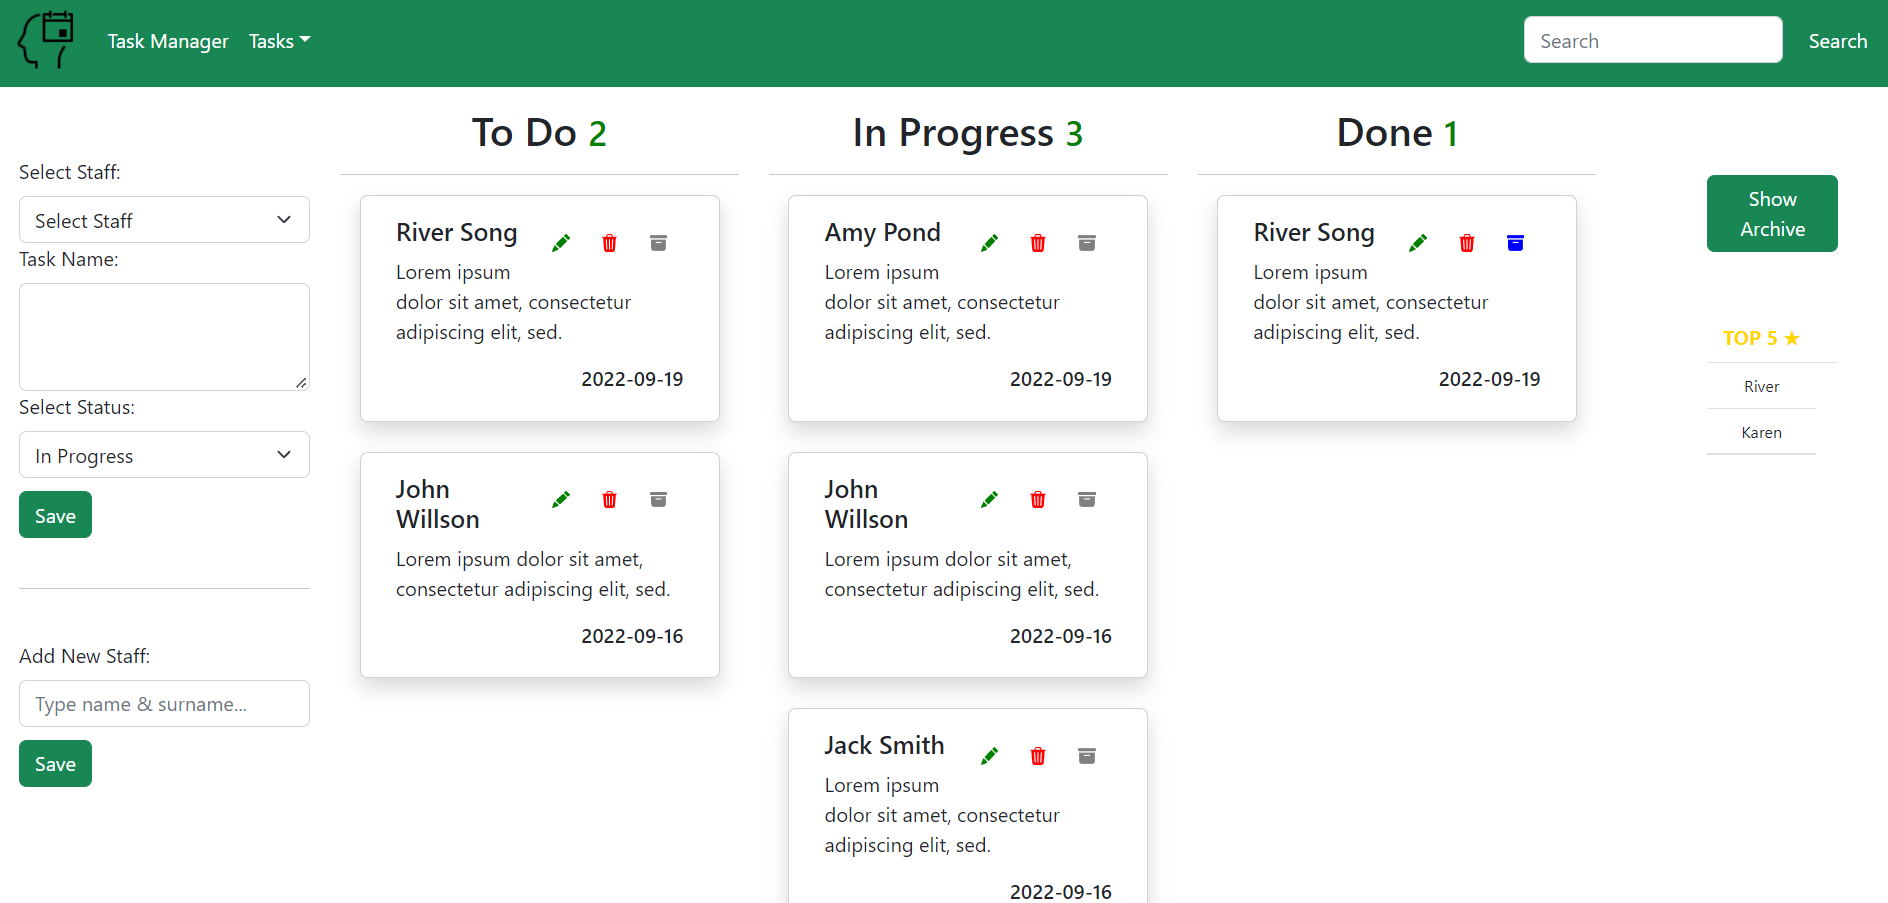 Task Manager Tasks
Search Search
Select Staff:
Select Staff
Task Name:
Select Status:
In Progress
Save
Add New Staff:
Type name & surname...
Save
To Do 2
River Song
Lorem ipsum
dolor sit amet, consectetur
adipiscing elit, sed.
2022-09-19
John
Willson
Lorem ipsum dolor sit amet,
consectetur adipiscing elit, sed.
2022-09-16
In Progress 3
Amy Pond
Lorem ipsum
dolor sit amet, consectetur
adipiscing elit, sed.
2022-09-19
John
Willson
Lorem ipsum dolor sit amet,
consectetur adipiscing elit, sed.
2022-09-16
Jack Smith
Lorem ipsum
dolor sit amet, consectetur
adipiscing elit, sed.
2022-09-16
Done 1
River Song
Lorem ipsum
dolor sit amet, consectetur
adipiscing elit, sed.
2022-09-19
Show
Archive
TOP 5 ★
River
Karen